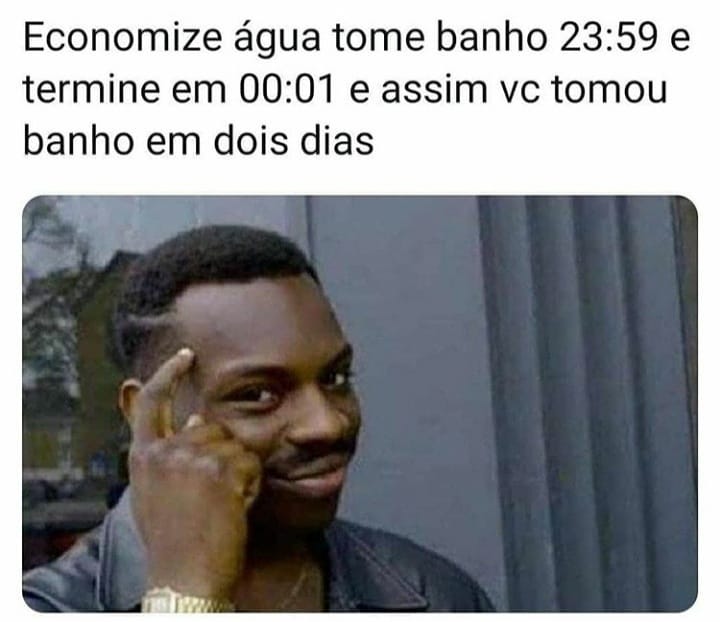 Economize água tome banho 23:59 e
termine em 00:01 e assim vc tomou
banho em dois dias